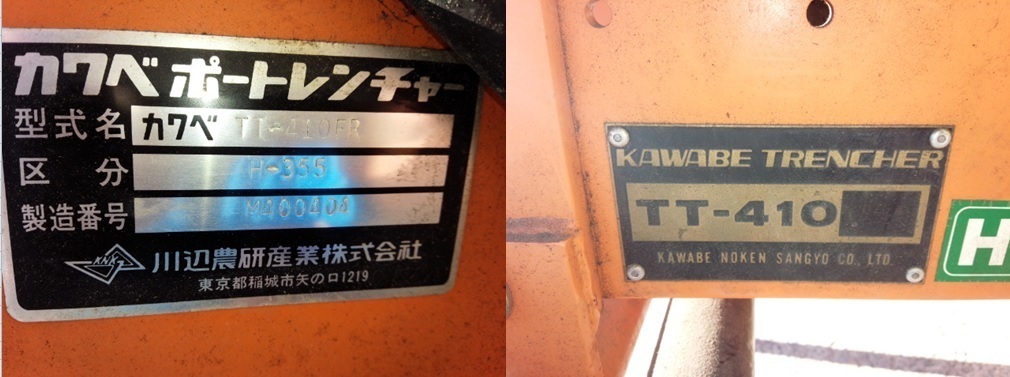 カワベ ポートレンチャー
型式名 カワベ TT-410FR
区分 H-355
製造番号 M400404
KNK 川辺農研産業株式会社
東京都稲城市矢の口1219
KAWABE TRENCHER
TT-410
KAWABE NOKEN SANGYO CO., LTD.
H